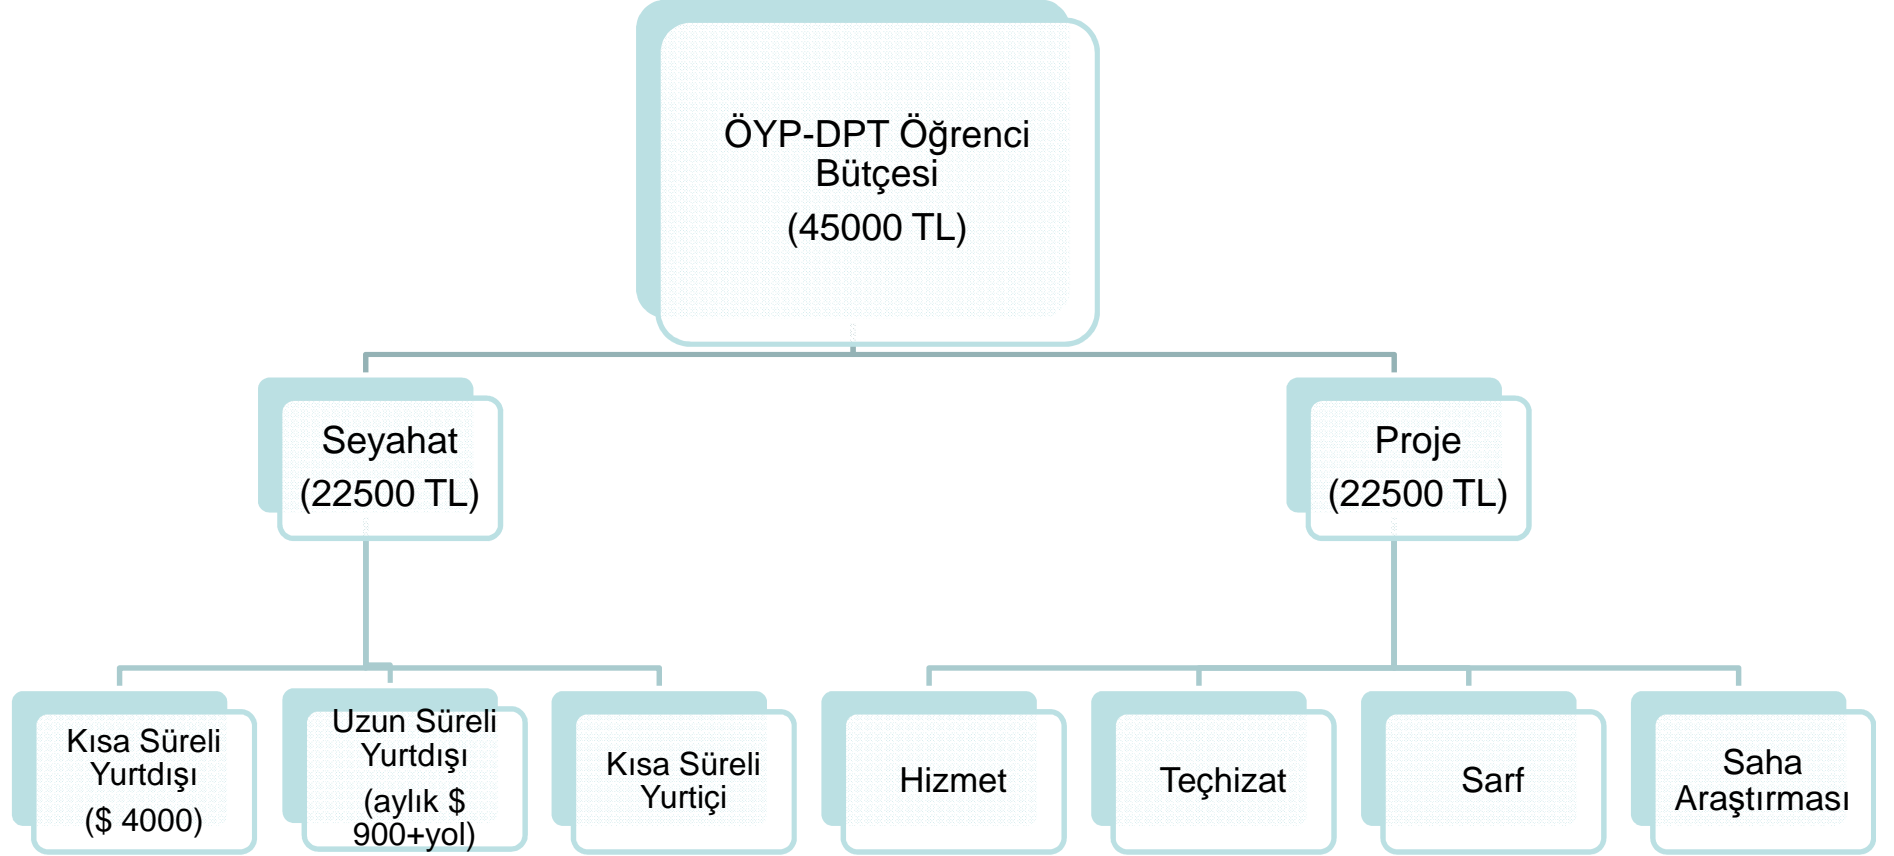 ÖYP-DPT Öğrenci
Bütçesi
(45000 TL)
Seyahat
(22500 TL)
Proje
(22500 TL)
Kısa Süreli
Yurtdışı
($ 4000)
Uzun Süreli
Yurtdışı
(aylık $
900+yol)
Kısa Süreli
Yurtiçi
Hizmet
Teçhizat
Sarf
Saha
Araştırması